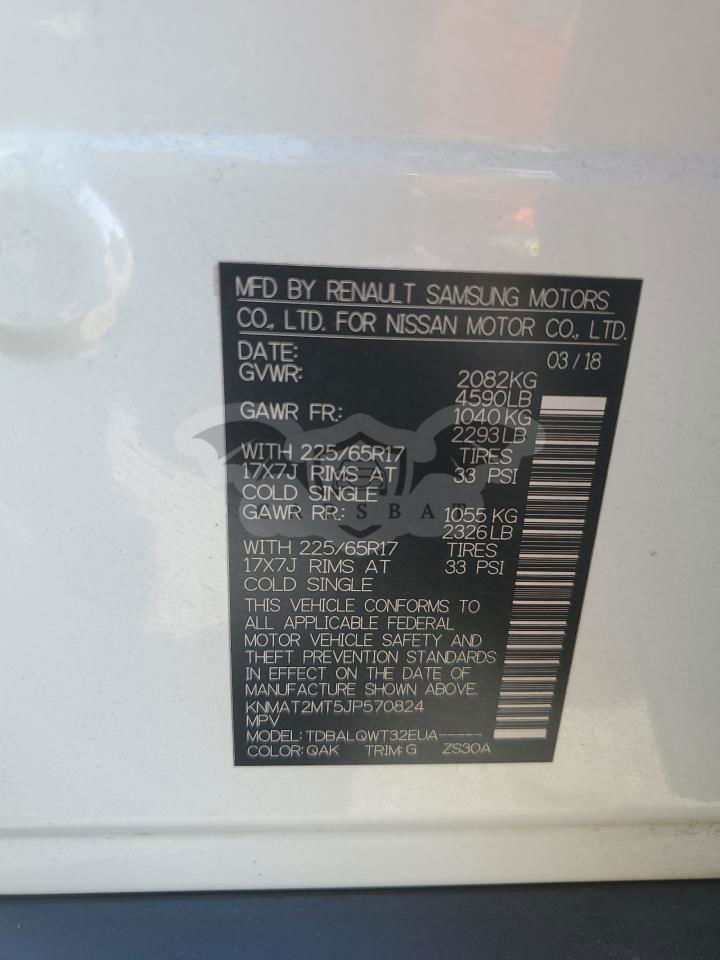 MFD BY RENAULT SAMSUNG MOTORS
CO., LTD. FOR NISSAN MOTOR CO., LTD.
DATE: 03/18
GVWR: 2082KG
4590LB
GAWR FR.: 1040KG
2293LB
WITH 225/65R17 TIRES
17X7J RIMS AT 33 PSI
COLD SINGLE
GAWR RR.: 1055 KG
2326LB
WITH 225/65R17 TIRES
17X7J RIMS AT 33 PSI
COLD SINGLE
THIS VEHICLE CONFORMS TO
ALL APPLICABLE FEDERAL
MOTOR VEHICLE SAFETY AND
THEFT PREVENTION STANDARDS
IN EFFECT ON THE DATE OF
MANUFACTURE SHOWN ABOVE.
KNMAT2MT5JP570824
MPV
MODEL: TDBALQWT32EUA-----
COLOR: QAK TRIM: G ZS30A